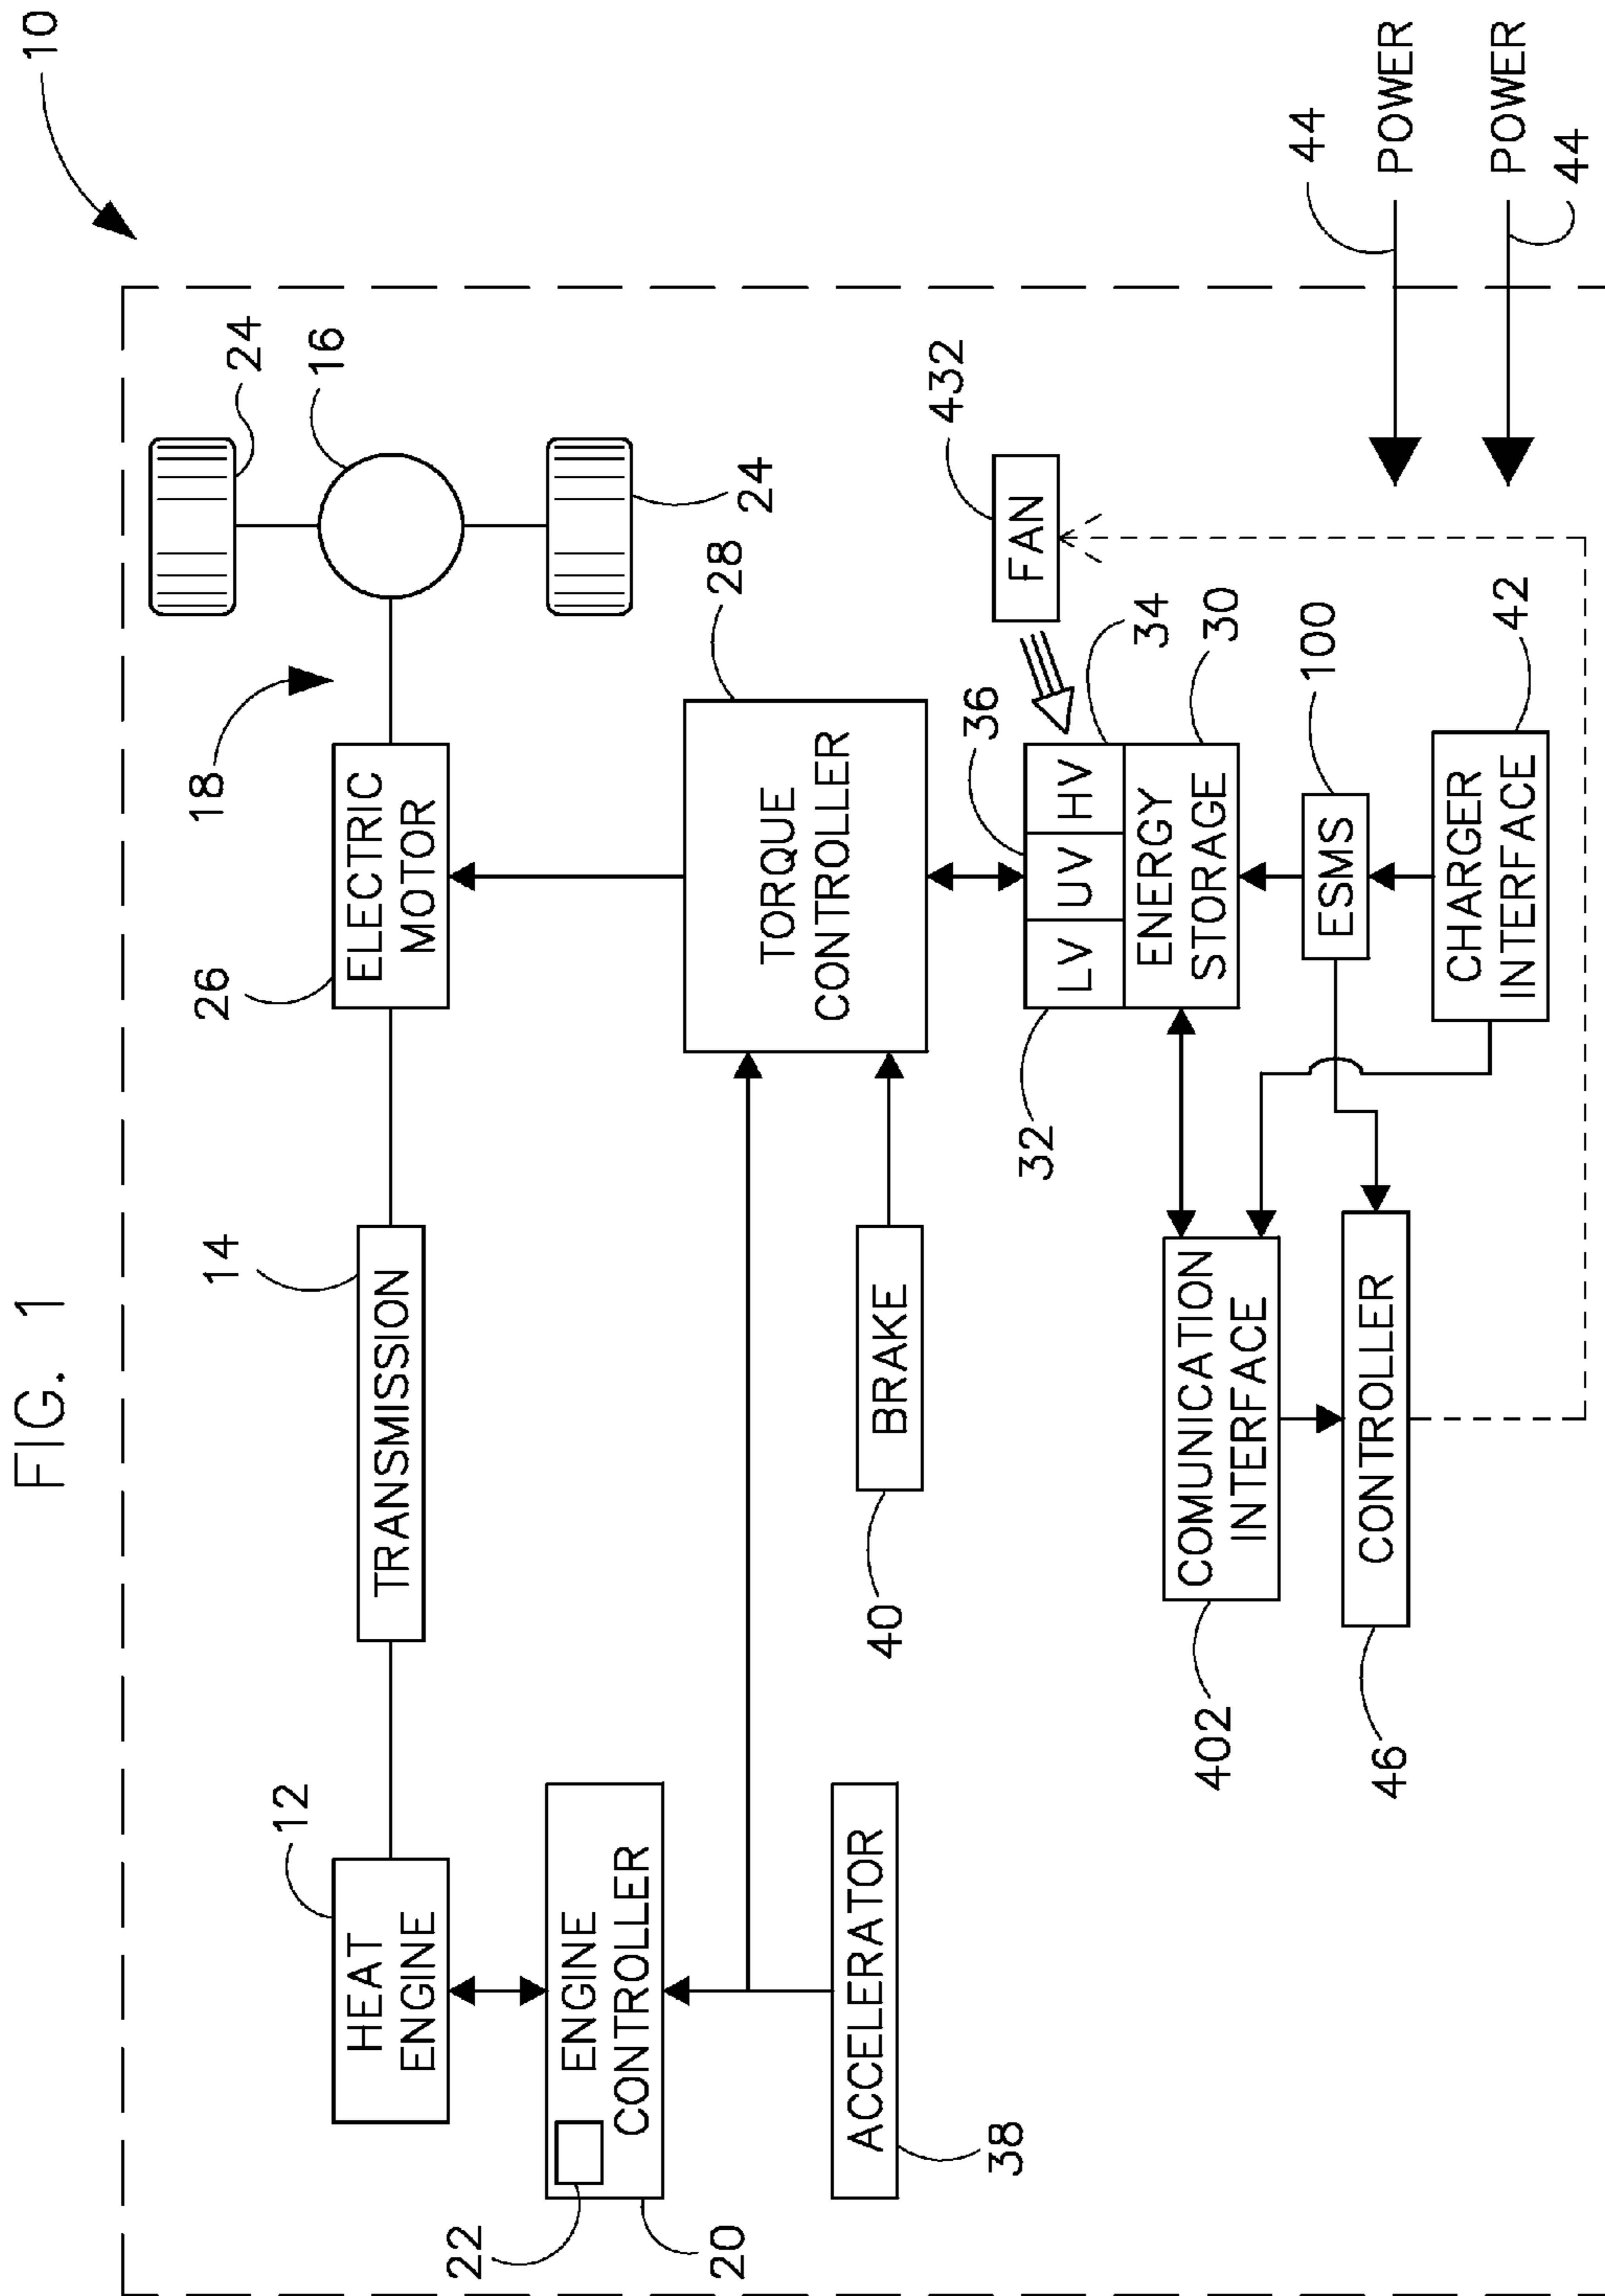 FIG. 1
10
12
HEAT
ENGINE
14
TRANSMISSION
26
ELECTRIC
MOTOR
18
16
24
24
22
20
ENGINE
CONTROLLER
28
TORQUE
CONTROLLER
38
ACCELERATOR
40
BRAKE
32
36
34
30
LV
UV
HV
ENERGY
STORAGE
432
FAN
402
COMUNICATION
INTERFACE
46
CONTROLLER
100
ESMS
42
CHARGER
INTERFACE
44
POWER
POWER
44